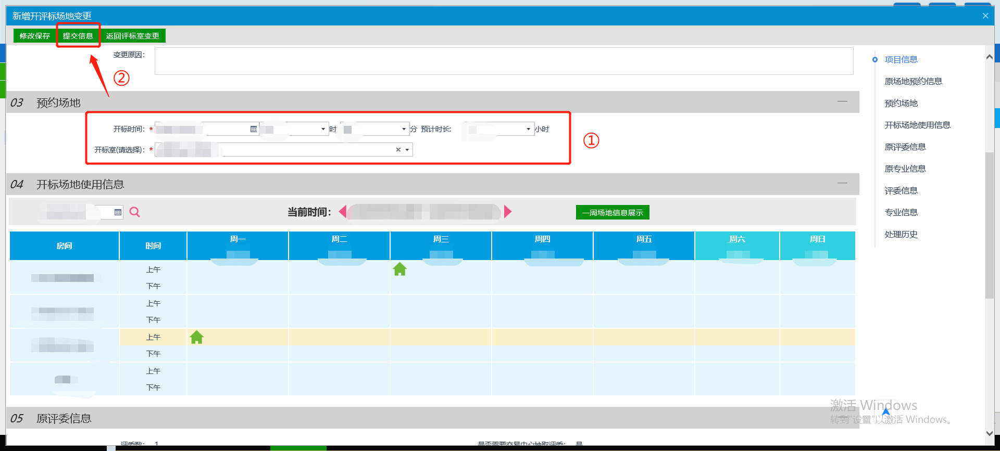 新增开评标场地变更
修改保存 提交信息 返回评标室变更
变更原因：
②
03 预约场地
开标时间：* 时 分 预计时长: 小时
开标室(请选择)：*
①
04 开标场地使用信息
当前时间： 一周场地信息展示
房间 时间 周一 周二 周三 周四 周五 周六 周日
上午
下午
上午
下午
上午
下午
上午
下午
05 原评委信息
评委数： 1 是否需要交易中心抽取评委： 是
项目信息
原场地预约信息
预约场地
开标场地使用信息
原评委信息
原专业信息
评委信息
专业信息
处理历史
激活 Windows
转到"设置"以激活 Windows。